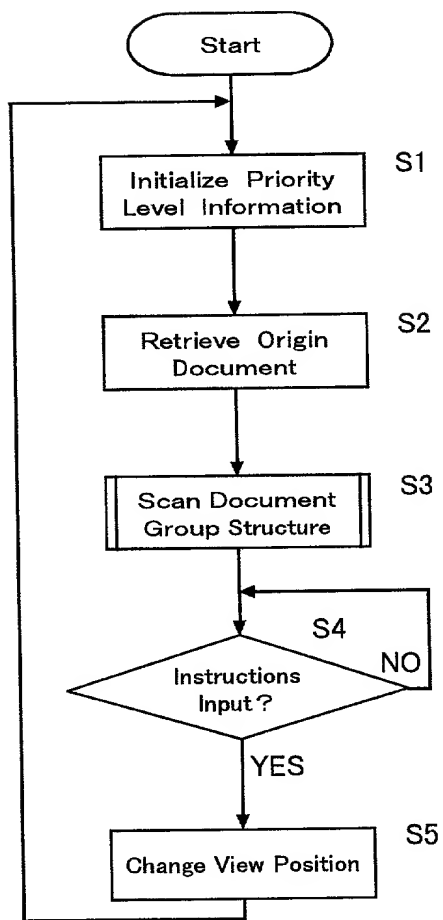 Start
S1
Initialize Priority
Level Information
S2
Retrieve Origin
Document
S3
Scan Document
Group Structure
S4
NO
Instructions
Input?
YES
S5
Change View Position